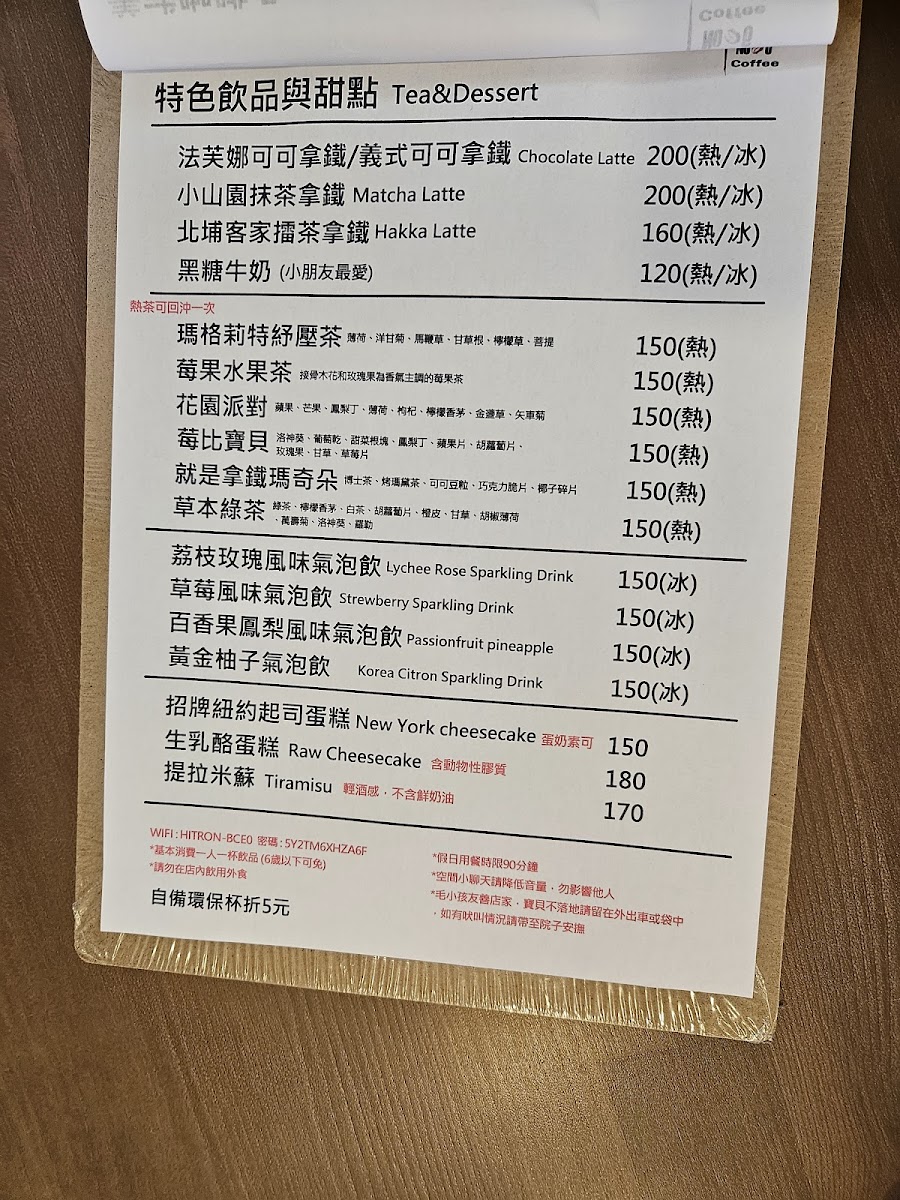 Coffee
特色飲品與甜點 Tea&Dessert
法芙娜可可拿鐵/義式可可拿鐵 Chocolate Latte 200(熱/冰)
小山園抹茶拿鐵 Matcha Latte 200(熱/冰)
北埔客家擂茶拿鐵 Hakka Latte 160(熱/冰)
黑糖牛奶 (小朋友最愛) 120(熱/冰)
熱茶可回沖一次
瑪格莉特紓壓茶 薄荷、洋甘菊、馬鞭草、甘草根、檸檬草、菩提 150(熱)
莓果水果茶 接骨木花和玫瑰果為香氣主調的莓果茶 150(熱)
花園派對 蘋果、芒果、鳳梨丁、薄荷、枸杞、檸檬香茅、金盞草、矢車菊 150(熱)
莓比寶貝 洛神葵、葡萄乾、甜菜根塊、鳳梨丁、蘋果片、胡蘿蔔片、 150(熱)
玫瑰果、甘草、草莓片
就是拿鐵瑪奇朵 博士茶、烤瑪黛茶、可可豆粒、巧克力脆片、椰子碎片 150(熱)
草本綠茶 綠茶、檸檬香茅、白茶、胡蘿蔔片、橙皮、甘草、胡椒薄荷 150(熱)
、萬壽菊、洛神葵、羅勒
荔枝玫瑰風味氣泡飲 Lychee Rose Sparkling Drink 150(冰)
草莓風味氣泡飲 Strewberry Sparkling Drink 150(冰)
百香果鳳梨風味氣泡飲 Passionfruit pineapple 150(冰)
黃金柚子氣泡飲 Korea Citron Sparkling Drink 150(冰)
招牌紐約起司蛋糕 New York cheesecake 蛋奶素可 150
生乳酪蛋糕 Raw Cheesecake 含動物性膠質 180
提拉米蘇 Tiramisu 輕酒感，不含鮮奶油 170
WIFI : HITRON-BCE0 密碼 : 5Y2TM6XHZA6F
*基本消費一人一杯飲品 (6歲以下可免)
*請勿在店內飲用外食
自備環保杯折5元
*假日用餐時限90分鐘
*空間小聊天請降低音量，勿影響他人
*毛小孩友善店家，寶貝不落地請留在外出車或袋中
，如有吠叫情況請帶至院子安撫